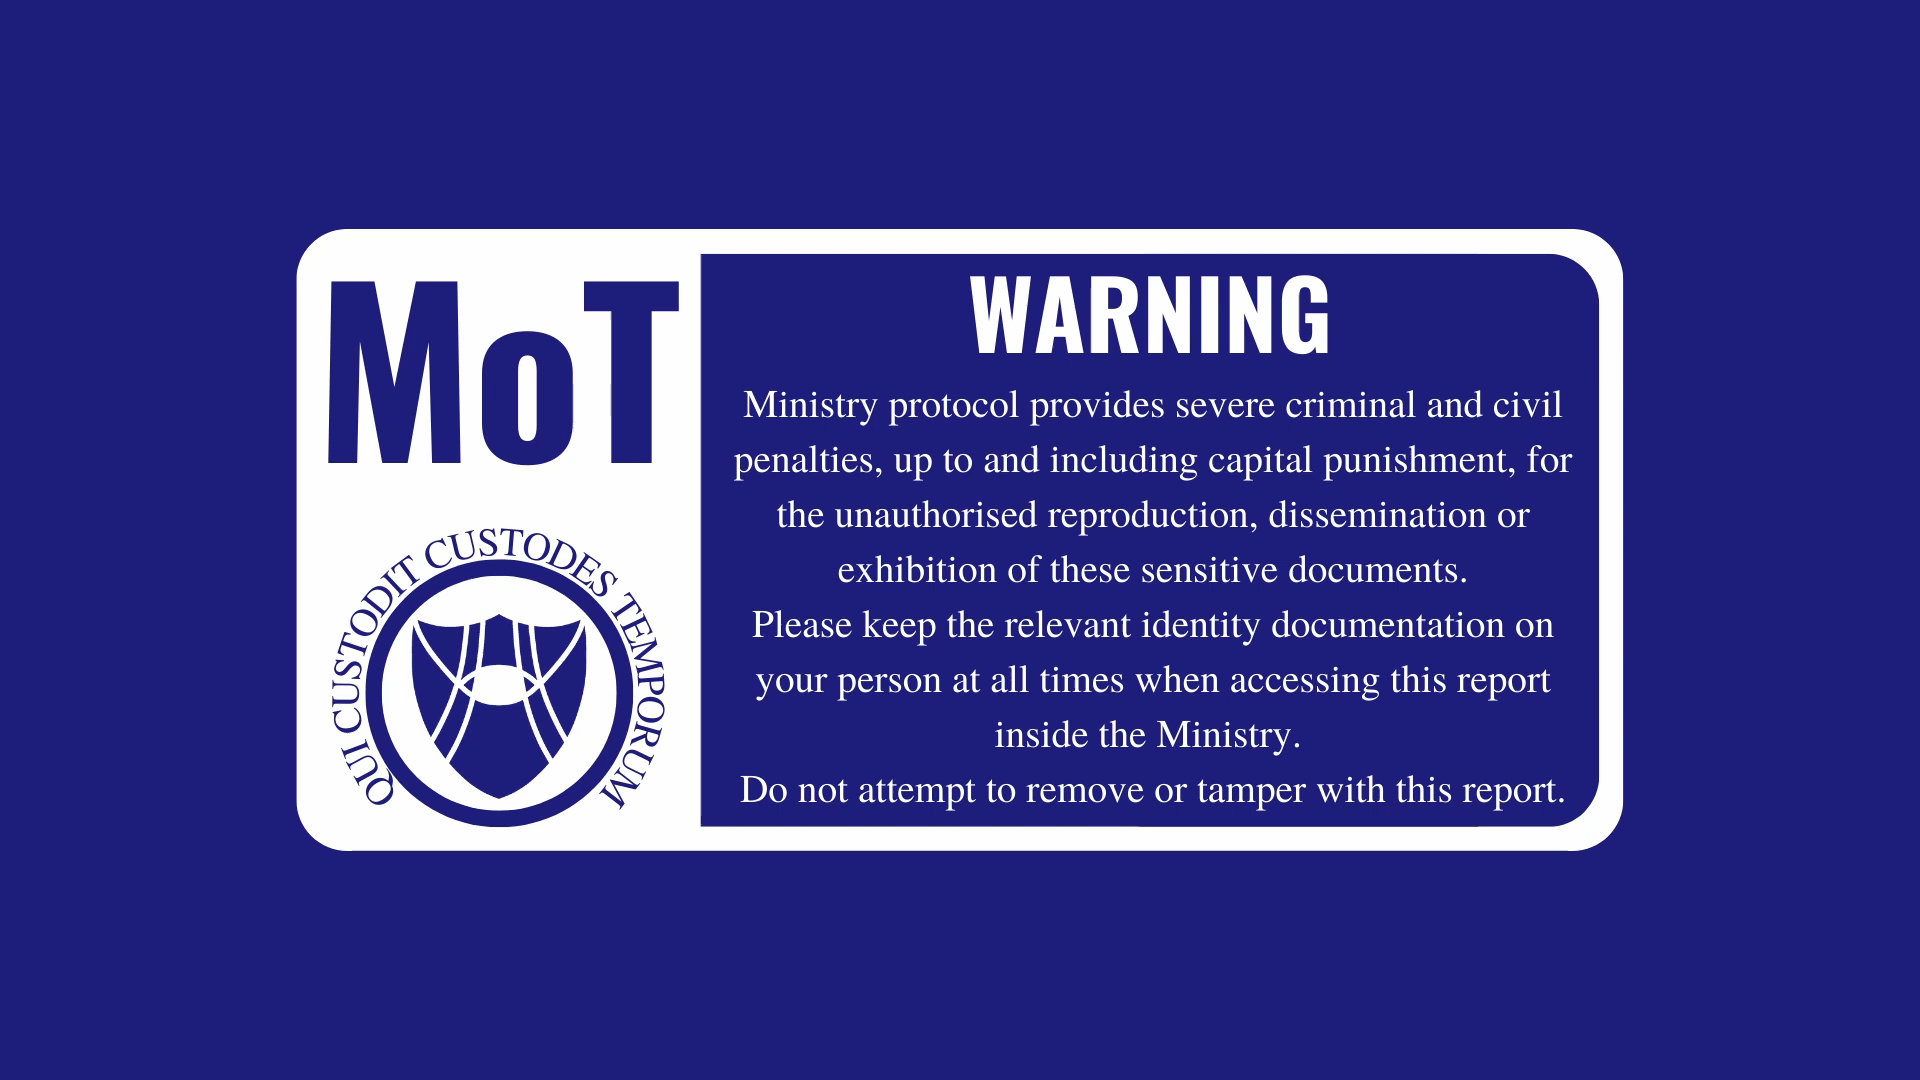 MoT
QUI CUSTODIT CUSTODES TEMPORUM
WARNING
Ministry protocol provides severe criminal and civil
penalties, up to and including capital punishment, for
the unauthorised reproduction, dissemination or
exhibition of these sensitive documents.
Please keep the relevant identity documentation on
your person at all times when accessing this report
inside the Ministry.
Do not attempt to remove or tamper with this report.